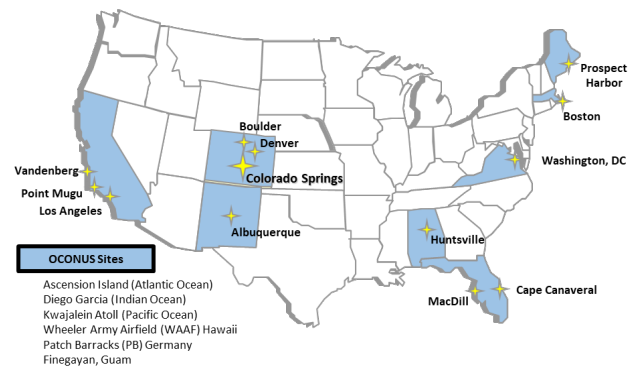 Prospect
Harbor
Boston
Boulder
Denver
Washington, DC
Vandenberg
Colorado Springs
Point Mugu
Los Angeles
Albuquerque
Huntsville
OCONUS Sites
Ascension Island (Atlantic Ocean)
Diego Garcia (Indian Ocean)
Kwajalein Atoll (Pacific Ocean)
Wheeler Army Airfield (WAAF) Hawaii
Patch Barracks (PB) Germany
Finegayan, Guam
MacDill
Cape Canaveral